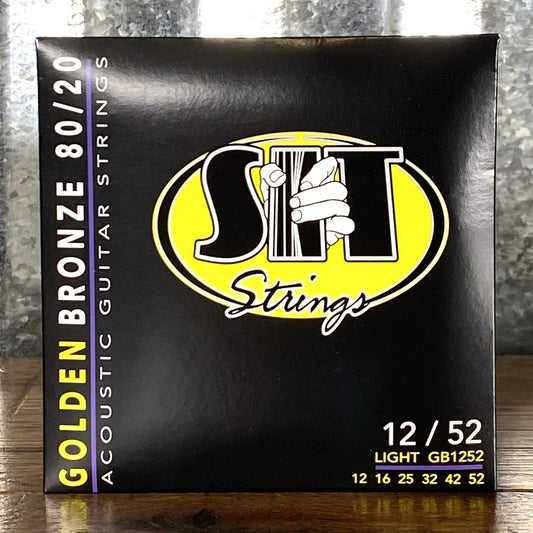 GOLDEN BRONZE 80/20
ACOUSTIC GUITAR STRINGS
SIT
Strings
12 / 52
LIGHT GB1252
12 16 25 32 42 52